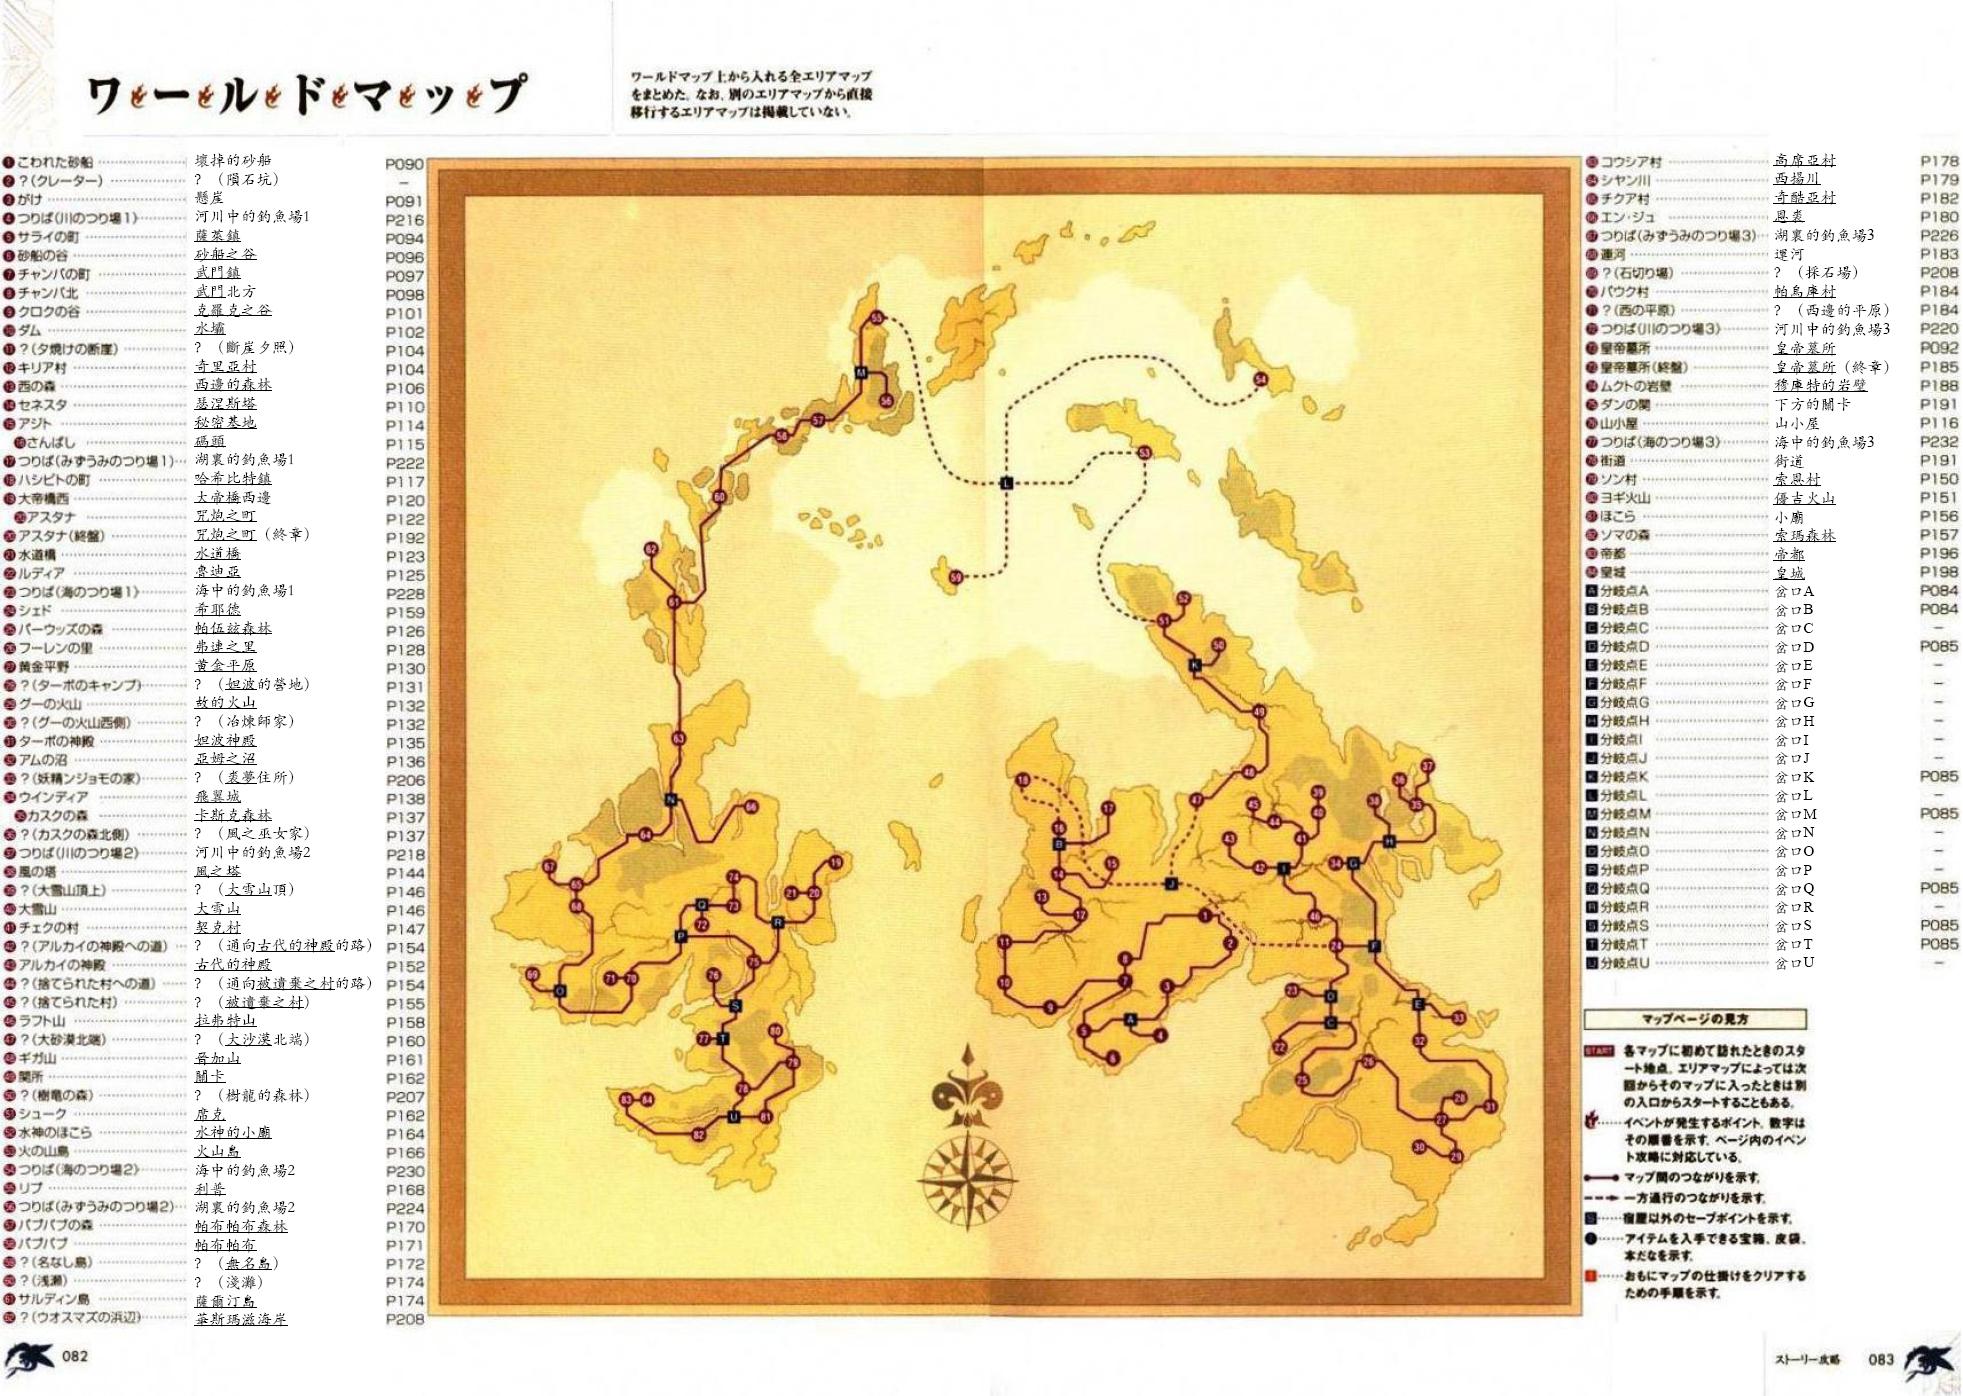 ワールドマップ
ワールドマップ上から入れる全エリアマップ
をまとめた。なお、別のエリアマップから直接
移行するエリアマップは掲載していない。
1 こわれた砂船 壞掉的砂船 P090
2 ?(クレーター) ? (隕石坑) –
3 がけ 懸崖 P091
4 つりば(川のつり場1) 河川中的釣魚場1 P216
5 サライの町 薩萊鎮 P094
6 砂船の谷 砂船之谷 P096
7 チャンバの町 武門鎮 P097
8 チャンバ北 武門北方 P098
9 クロクの谷 克羅克之谷 P101
10 ダム 水壩 P102
11 ?(夕焼けの断崖) ? (斷崖夕照) P104
12 キリア村 奇里亞村 P104
13 西の森 西邊的森林 P106
14 セネスタ 瑟涅斯塔 P110
15 アジト 秘密基地 P114
16 さんばし 碼頭 P115
17 つりば(みずうみのつり場1) 湖裏的釣魚場1 P222
18 ハシビトの町 哈希比特鎮 P117
19 大帝橋西 大帝橋西邊 P120
20 アスタナ 咒炮之町 P122
20 アスタナ(終盤) 咒炮之町 (終章) P192
21 水道橋 水道橋 P123
22 ルディア 魯迪亞 P125
23 つりば(海のつり場1) 海中的釣魚場1 P228
24 シェド 希耶德 P159
25 パーウッズの森 帕伍茲森林 P126
26 フーレンの里 弗連之里 P128
27 黄金平野 黃金平原 P130
28 ?(ターボのキャンプ) ? (妲波的營地) P131
29 グーの火山 故的火山 P132
30 ?(グーの火山西側) ? (冶煉師家) P132
31 ターボの神殿 妲波神殿 P135
32 アムの沼 亞姆之沼 P136
33 ?(妖精ンジョモの家) ? (裘夢住所) P206
34 ウインディア 飛翼城 P138
35 カスクの森 卡斯克森林 P137
36 ?(カスクの森北側) ? (風之巫女家) P137
37 つりば(川のつり場2) 河川中的釣魚場2 P218
38 風の塔 風之塔 P144
39 ?(大雪山頂上) ? (大雪山頂) P146
40 大雪山 大雪山 P146
41 チェクの村 契克村 P147
42 ?(アルカイの神殿への道) ? (通向古代的神殿的路) P154
43 アルカイの神殿 古代的神殿 P152
44 ?(捨てられた村への道) ? (通向被遺棄之村的路) P154
45 ?(捨てられた村) ? (被遺棄之村) P155
46 ラフト山 拉弗特山 P158
47 ?(大砂漠北端) ? (大沙漠北端) P160
48 ギガ山 晉加山 P161
49 関所 關卡 P162
50 ?(樹竜の森) ? (樹龍的森林) P207
51 シューク 席克 P162
52 水神のほこら 水神的小廟 P164
53 火の山島 火山島 P166
54 つりば(海のつり場2) 海中的釣魚場2 P230
55 リブ 利普 P168
56 つりば(みずうみのつり場2) 湖裏的釣魚場2 P224
57 パブパブの森 帕布帕布森林 P170
58 パブパブ 帕布帕布 P171
59 ?(名なし島) ? (無名島) P172
60 ?(浅瀬) ? (淺灘) P174
61 サルディン島 薩爾汀島 P174
62 ?(ウオスマズの浜辺) 華斯瑪滋海岸 P208
082
63 コウシア村 高席亞村 P178
64 シヤン川 西揚川 P179
65 チクア村 奇酷亞村 P182
66 エン・ジュ 恩裘 P180
67 つりば(みずうみのつり場3) 湖裏的釣魚場3 P226
68 運河 運河 P183
69 ?(石切り場) ? (採石場) P208
70 パウク村 帕烏庫村 P184
71 ?(西の平原) ? (西邊的平原) P184
72 つりば(川のつり場3) 河川中的釣魚場3 P220
73 皇帝墓所 皇帝墓所 P092
73 皇帝墓所(終盤) 皇帝墓所 (終章) P185
74 ムクトの岩壁 穆庫特的岩壁 P188
75 ダンの関 下方的關卡 P191
76 山小屋 山小屋 P116
77 つりば(海のつり場3) 海中的釣魚場3 P232
78 街道 街道 P191
79 ソン村 索恩村 P150
80 ヨギ火山 優吉火山 P151
81 ほこら 小廟 P156
82 ソマの森 索瑪森林 P157
83 帝都 帝都 P196
84 皇城 皇城 P198
A 分岐点A 岔口A P084
B 分岐点B 岔口B P084
C 分岐点C 岔口C –
D 分岐点D 岔口D P085
E 分岐点E 岔口E –
F 分岐点F 岔口F –
G 分岐点G 岔口G –
H 分岐点H 岔口H –
I 分岐点I 岔口I –
J 分岐点J 岔口J –
K 分岐点K 岔口K P085
L 分岐点L 岔口L –
M 分岐点M 岔口M P085
N 分岐点N 岔口N –
O 分岐点O 岔口O –
P 分岐点P 岔口P –
Q 分岐点Q 岔口Q P085
R 分岐点R 岔口R –
S 分岐点S 岔口S P085
T 分岐点T 岔口T P085
U 分岐点U 岔口U –
マップページの見方
START 各マップに初めて訪れたときのスタ
ート地点。エリアマップによっては次
回からそのマップに入ったときは別
の入口からスタートすることもある。
イベントが発生するポイント。数字は
その順番を示す。ページ内のイベン
ト攻略に対応している。
マップ間のつながりを示す。
一方通行のつながりを示す。
S 宿屋以外のセーブポイントを示す。
アイテムを入手できる宝箱、皮袋、
本だなを示す。
1 おもにマップの仕掛けをクリアする
ための手順を示す。
ストーリー攻略 083